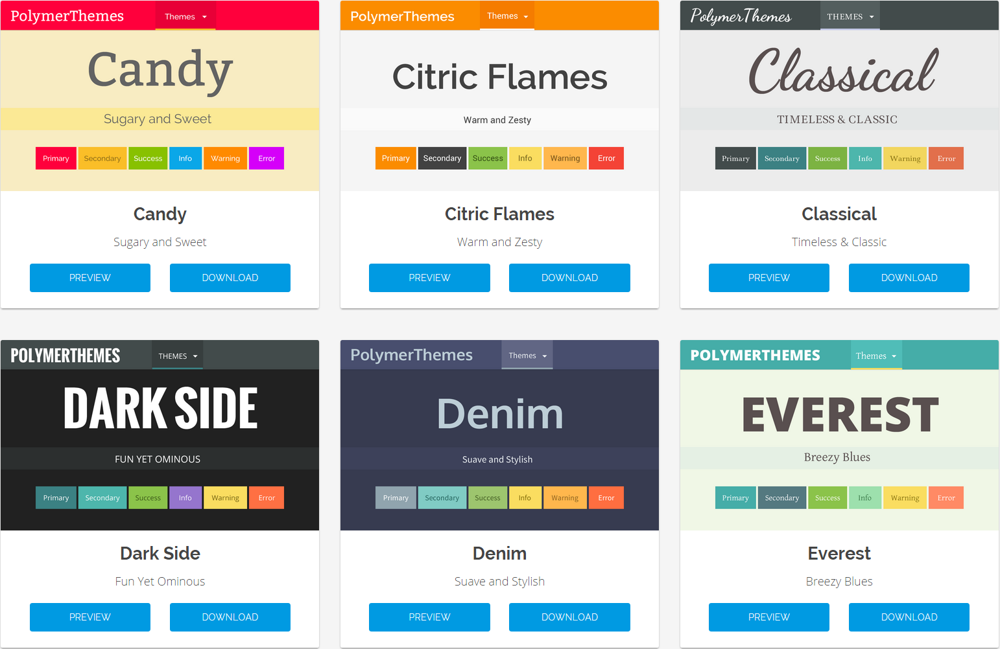 PolymerThemes Themes
Candy
Sugary and Sweet
Primary Secondary Success Info Warning Error
Candy
Sugary and Sweet
PREVIEW DOWNLOAD
PolymerThemes Themes
Citric Flames
Warm and Zesty
Primary Secondary Success Info Warning Error
Citric Flames
Warm and Zesty
PREVIEW DOWNLOAD
PolymerThemes THEMES
Classical
TIMELESS & CLASSIC
Primary Secondary Success Info Warning Error
Classical
Timeless & Classic
PREVIEW DOWNLOAD
POLYMERTHEMES THEMES
DARK SIDE
FUN YET OMINOUS
Primary Secondary Success Info Warning Error
Dark Side
Fun Yet Ominous
PREVIEW DOWNLOAD
PolymerThemes Themes
Denim
Suave and Stylish
Primary Secondary Success Info Warning Error
Denim
Suave and Stylish
PREVIEW DOWNLOAD
POLYMERTHEMES Themes
EVEREST
Breezy Blues
Primary Secondary Success Info Warning Error
Everest
Breezy Blues
PREVIEW DOWNLOAD